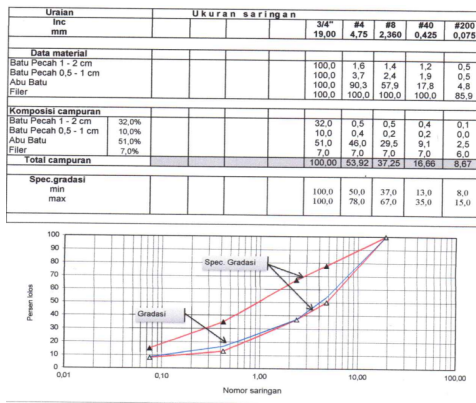 Uraian Ukuran saringan
Inc 3/4" #4 #8 #40 #200
mm 19,00 4,75 2,360 0,425 0,075
Data material
Batu Pecah 1 - 2 cm 100,0 1,6 1,4 1,2 0,5
Batu Pecah 0,5 - 1 cm 100,0 3,7 2,4 1,9 0,5
Abu Batu 100,0 90,3 57,9 17,8 4,8
Filer 100,0 100,0 100,0 100,0 85,9
Komposisi campuran
Batu Pecah 1 - 2 cm 32,0% 32,0 0,5 0,5 0,4 0,1
Batu Pecah 0,5 - 1 cm 10,0% 10,0 0,4 0,2 0,2 0,0
Abu Batu 51,0% 51,0 46,0 29,5 9,1 2,5
Filer 7,0% 7,0 7,0 7,0 7,0 6,0
Total campuran 100,00 53,92 37,25 16,66 8,67
Spec.gradasi
min 100,0 50,0 37,0 13,0 8,0
max 100,0 78,0 67,0 35,0 15,0
100
90
80
70
60
50
40
30
20
10
0
Persen lolos
Spec. Gradasi
Gradasi
0,01 0,10 1,00 10,00 100,00
Nomor saringan